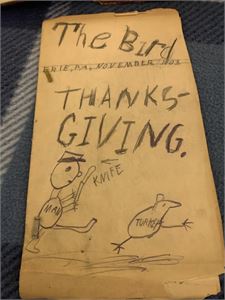 The Bird
ERIE, PA, NOVEMBER
THANKS-
GIVING.
KNIFE
MAN
TURKEY